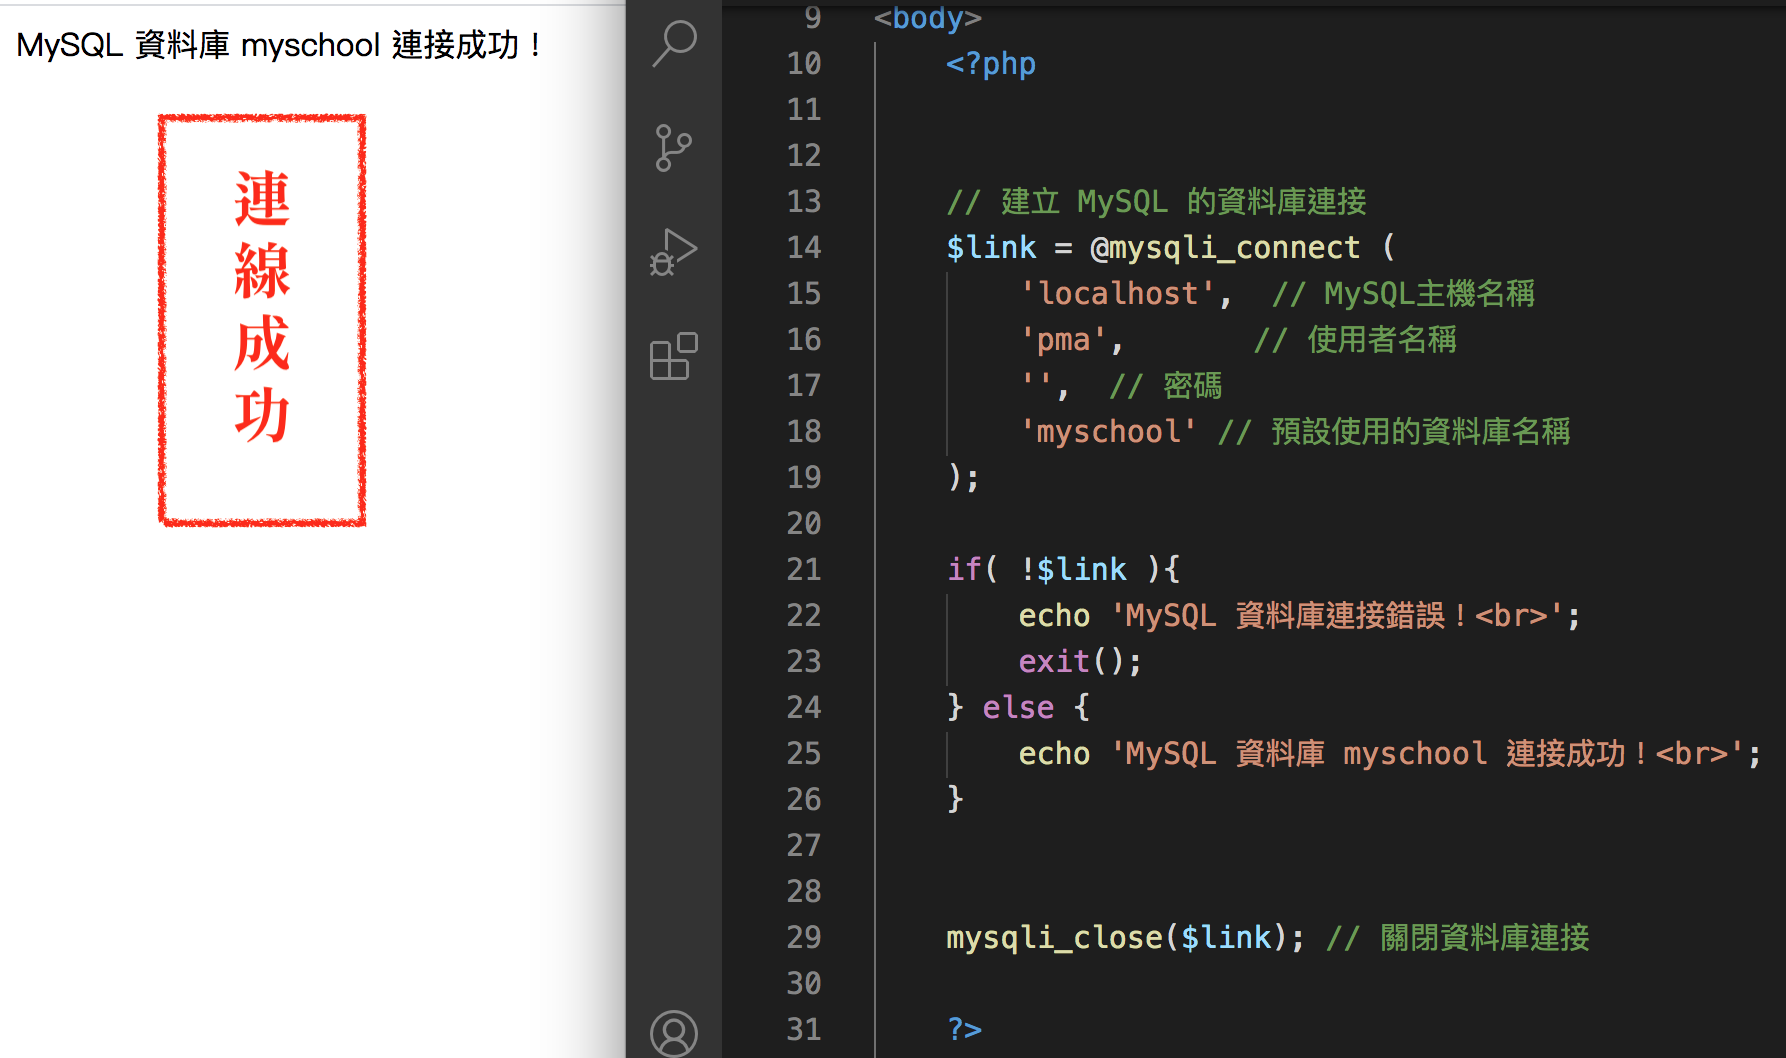 MySQL 資料庫 myschool 連接成功！
連線成功
9 <body>
10 <?php
11
12
13 // 建立 MySQL 的資料庫連接
14 $link = @mysqli_connect (
15 'localhost', // MySQL主機名稱
16 'pma', // 使用者名稱
17 '', // 密碼
18 'myschool' // 預設使用的資料庫名稱
19 );
20
21 if( !$link ){
22 echo 'MySQL 資料庫連接錯誤！<br>';
23 exit();
24 } else {
25 echo 'MySQL 資料庫 myschool 連接成功！<br>';
26 }
27
28
29 mysqli_close($link); // 關閉資料庫連接
30
31 ?>